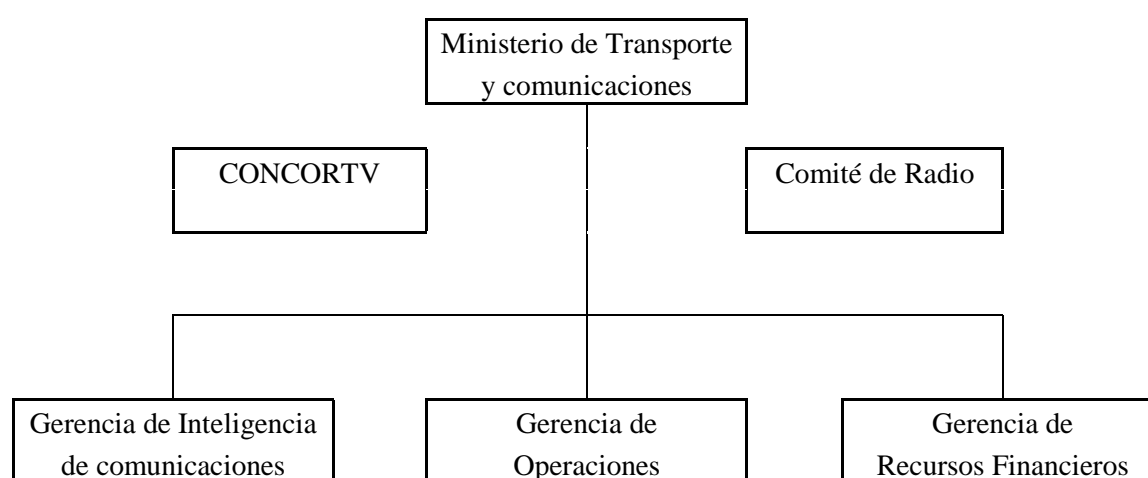 Ministerio de Transporte
y comunicaciones
CONCORTV
Comité de Radio
Gerencia de Inteligencia
de comunicaciones
Gerencia de
Operaciones
Gerencia de
Recursos Financieros